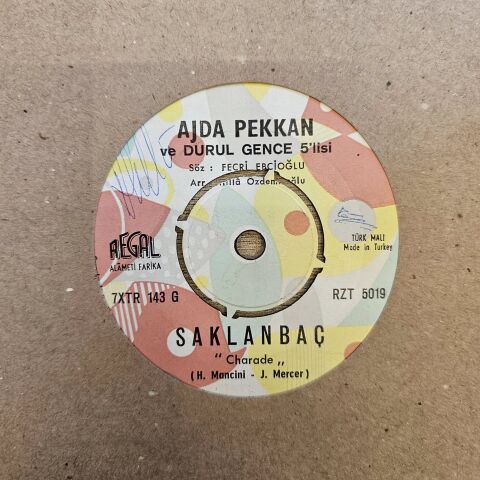 AJDA PEKKAN
ve DURUL GENCE 5'lisi
Söz : FECRİ EBCİOĞLU
REGAL
ALÂMETİ FARİKA
TÜRK MALI
Made in Turkey
7XTR 143 G
RZT 5019
SAKLANBAÇ
" Charade "
( H. Mancini - J. Mercer )